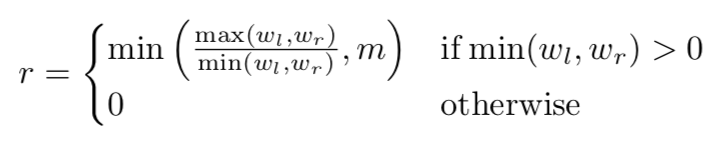 r = { min ( max(w_l,w_r) / min(w_l,w_r) , m ) if min(w_l, w_r) > 0
0 otherwise